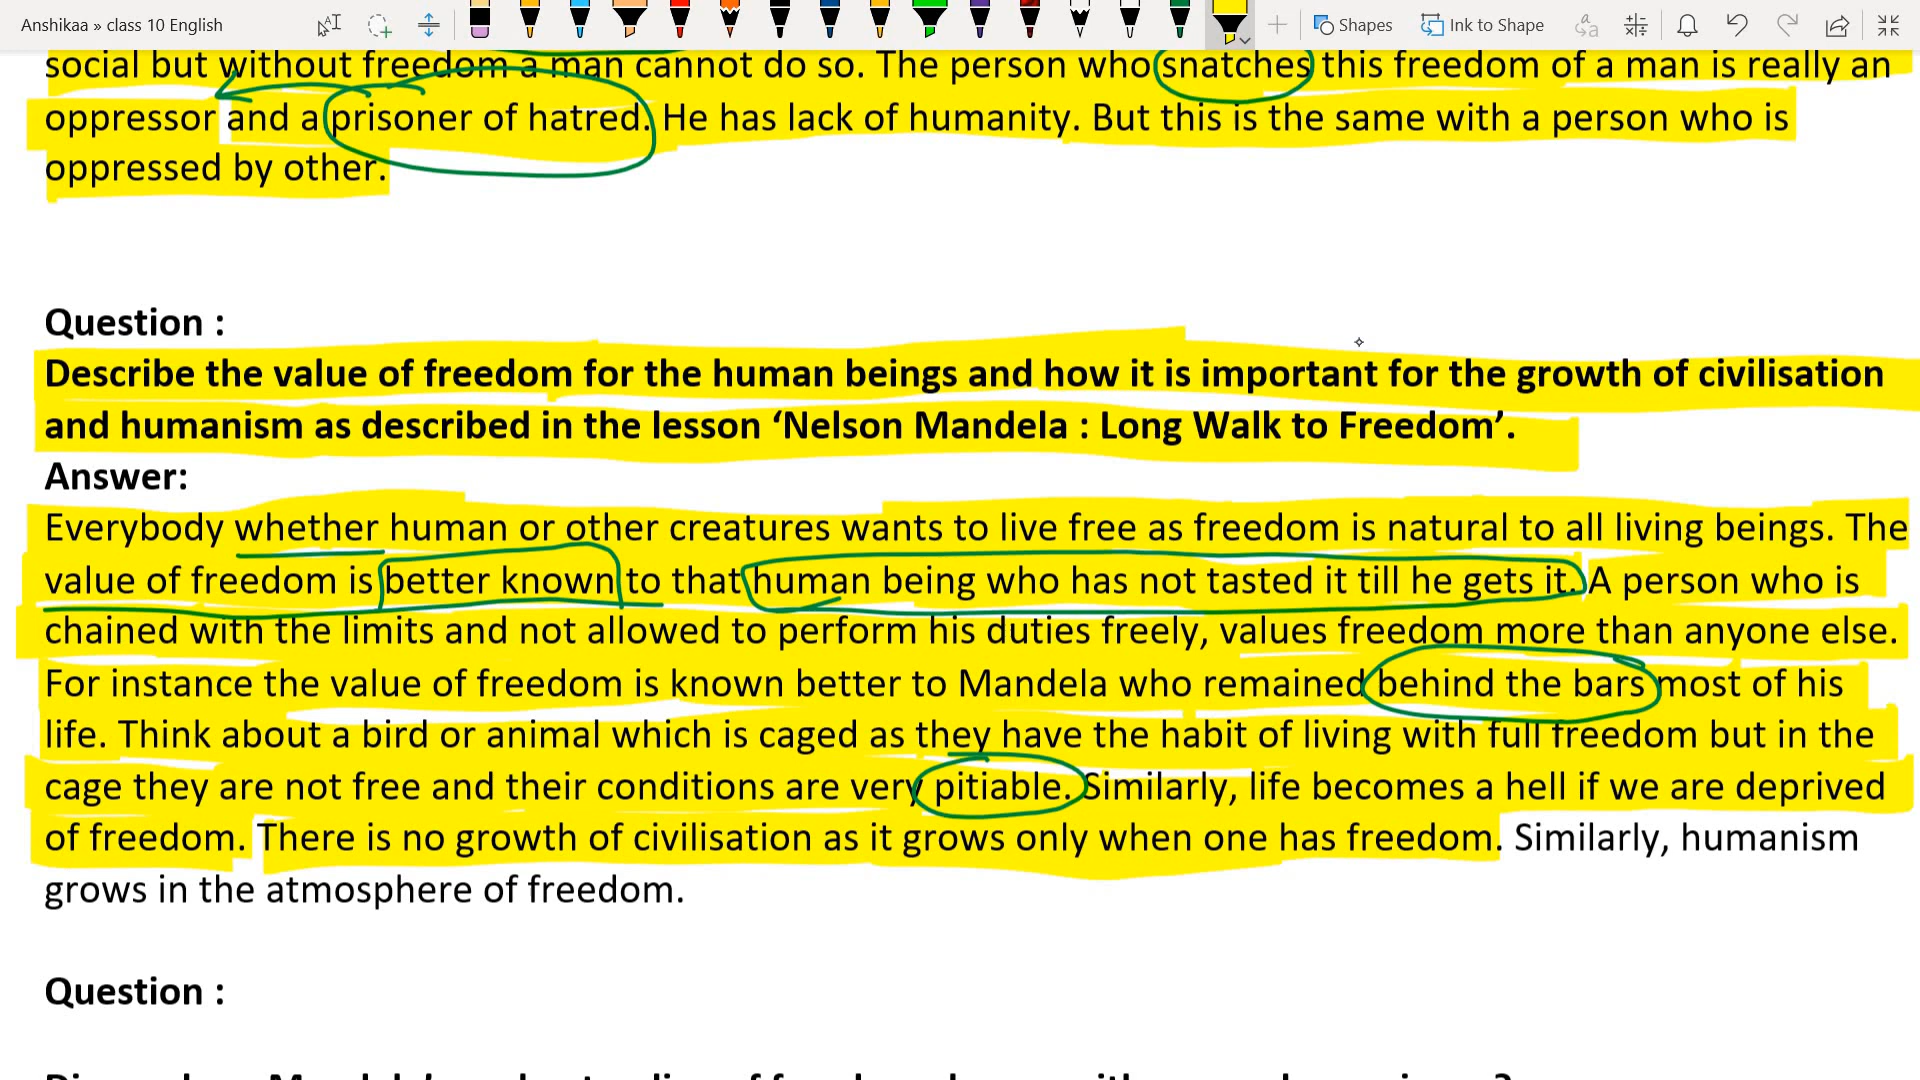 Anshikaa » class 10 English
Shapes
Ink to Shape
social but without freedom a man cannot do so. The person who snatches this freedom of a man is really an
oppressor and a prisoner of hatred. He has lack of humanity. But this is the same with a person who is
oppressed by other.
Question :
Describe the value of freedom for the human beings and how it is important for the growth of civilisation
and humanism as described in the lesson ‘Nelson Mandela : Long Walk to Freedom’.
Answer:
Everybody whether human or other creatures wants to live free as freedom is natural to all living beings. The
value of freedom is better known to that human being who has not tasted it till he gets it. A person who is
chained with the limits and not allowed to perform his duties freely, values freedom more than anyone else.
For instance the value of freedom is known better to Mandela who remained behind the bars most of his
life. Think about a bird or animal which is caged as they have the habit of living with full freedom but in the
cage they are not free and their conditions are very pitiable. Similarly, life becomes a hell if we are deprived
of freedom. There is no growth of civilisation as it grows only when one has freedom. Similarly, humanism
grows in the atmosphere of freedom.
Question :